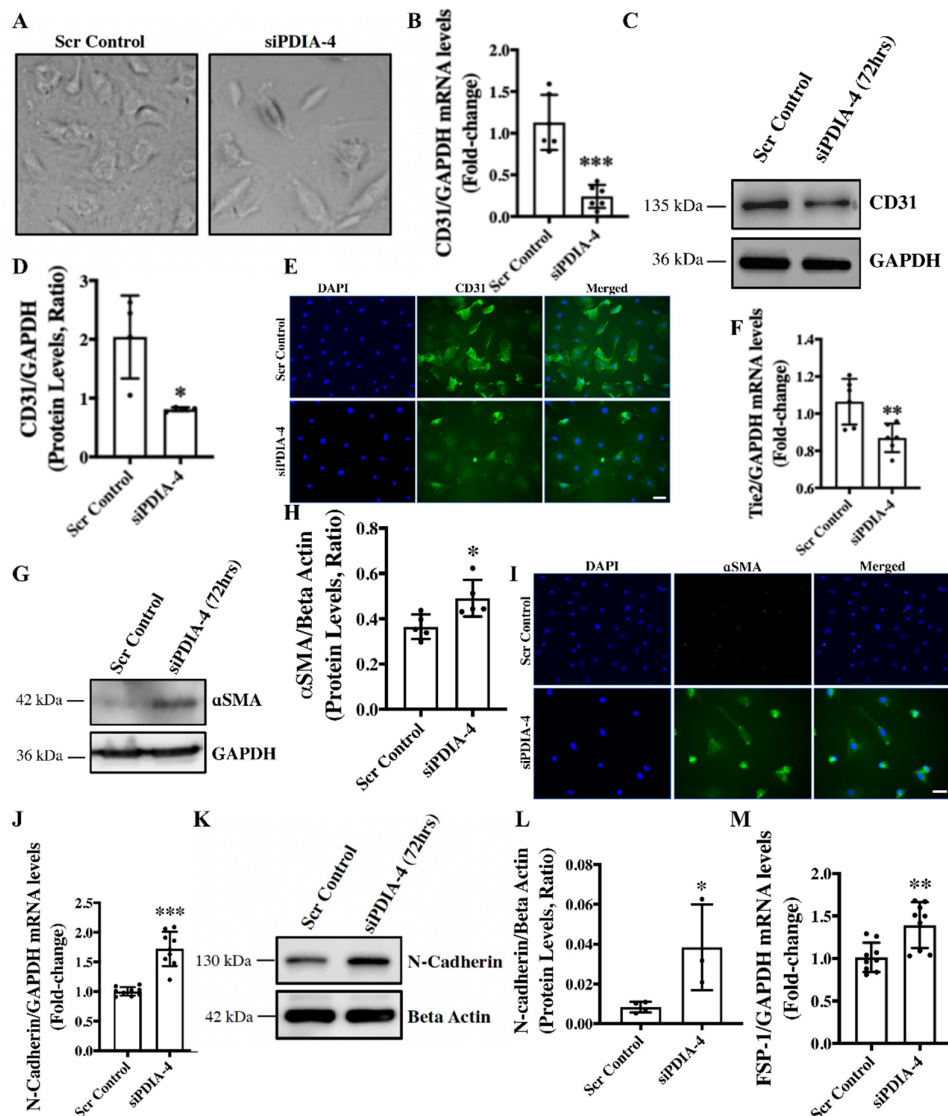 A
Scr Control
siPDIA-4
B
CD31/GAPDH mRNA levels
(Fold-change)
2.0
1.5
1.0
0.5
0.0
***
Scr Control
siPDIA-4
C
Scr Control
siPDIA-4 (72hrs)
135 kDa
CD31
36 kDa
GAPDH
D
CD31/GAPDH
(Protein Levels, Ratio)
3
2
1
0
*
Scr Control
siPDIA-4
E
DAPI
CD31
Merged
Scr Control
siPDIA-4
F
Tie2/GAPDH mRNA levels
(Fold-change)
1.4
1.2
1.0
0.8
0.6
**
Scr Control
siPDIA-4
G
Scr Control
siPDIA-4 (72hrs)
42 kDa
αSMA
36 kDa
GAPDH
H
αSMA/Beta Actin
(Protein Levels, Ratio)
0.8
0.6
0.4
0.2
0.0
*
Scr Control
siPDIA-4
I
DAPI
αSMA
Merged
Scr Control
siPDIA-4
J
N-Cadherin/GAPDH mRNA levels
(Fold-change)
2.5
2.0
1.5
1.0
0.5
0.0
***
Scr Control
siPDIA-4
K
Scr Control
siPDIA-4 (72hrs)
130 kDa
N-Cadherin
42 kDa
Beta Actin
L
N-cadherin/Beta Actin
(Protein Levels, Ratio)
0.08
0.06
0.04
0.02
0.00
*
Scr Control
siPDIA-4
M
FSP-1/GAPDH mRNA levels
(Fold-change)
2.0
1.5
1.0
0.5
0.0
**
Scr Control
siPDIA-4